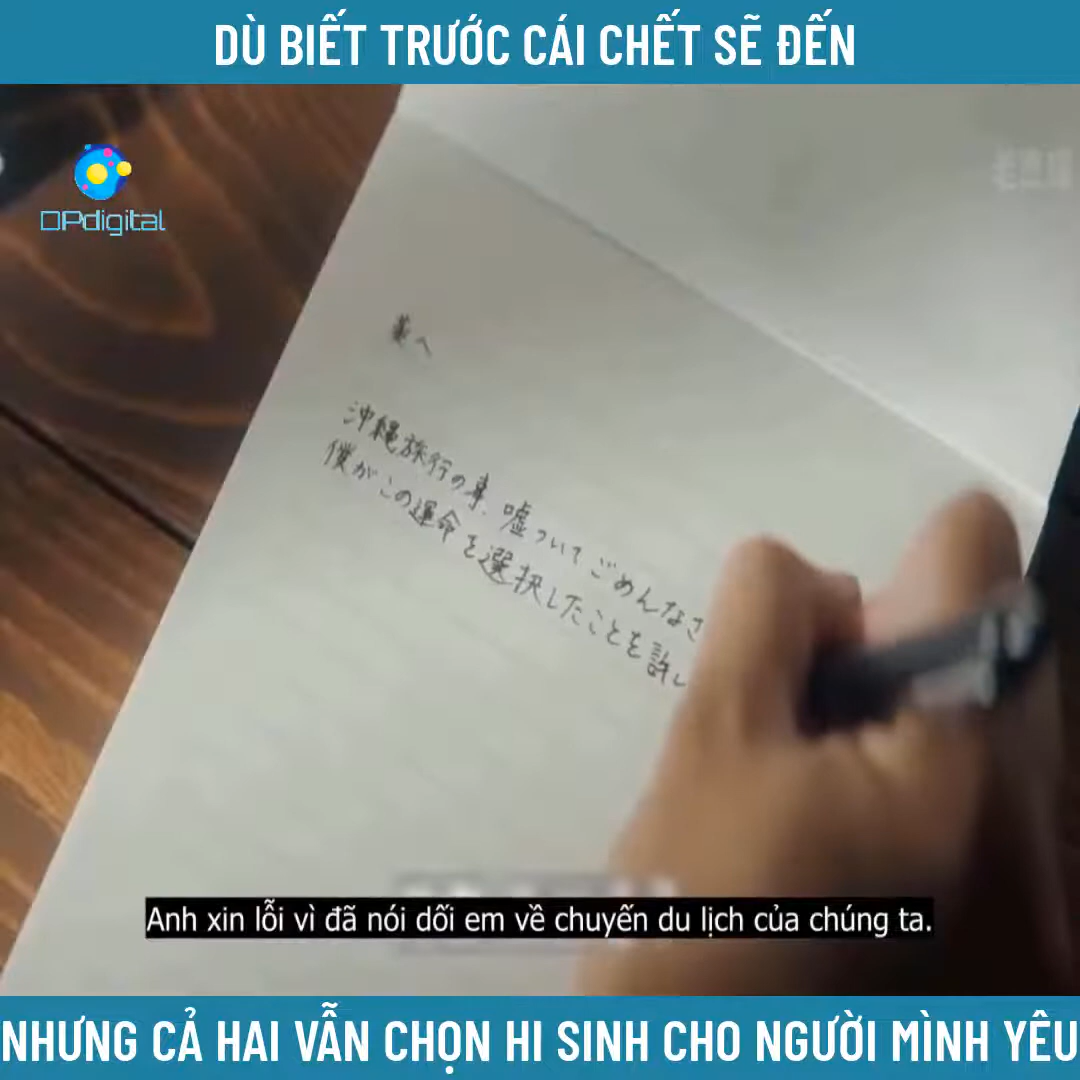 DÙ BIẾT TRƯỚC CÁI CHẾT SẼ ĐẾN
OPdigital
葵へ
沖縄旅行の事、嘘ついてごめんなさ
僕がこの運命を選択したことを許し
Anh xin lỗi vì đã nói dối em về chuyến du lịch của chúng ta.
NHƯNG CẢ HAI VẪN CHỌN HI SINH CHO NGƯỜI MÌNH YÊU